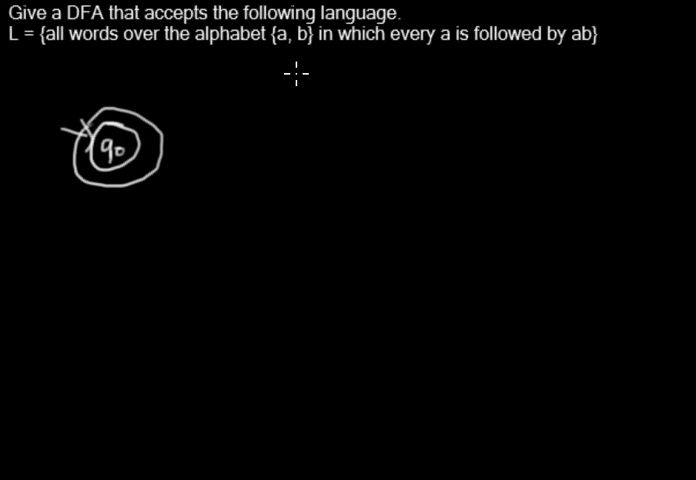 Give a DFA that accepts the following language.
L = {all words over the alphabet {a, b} in which every a is followed by ab}
q0